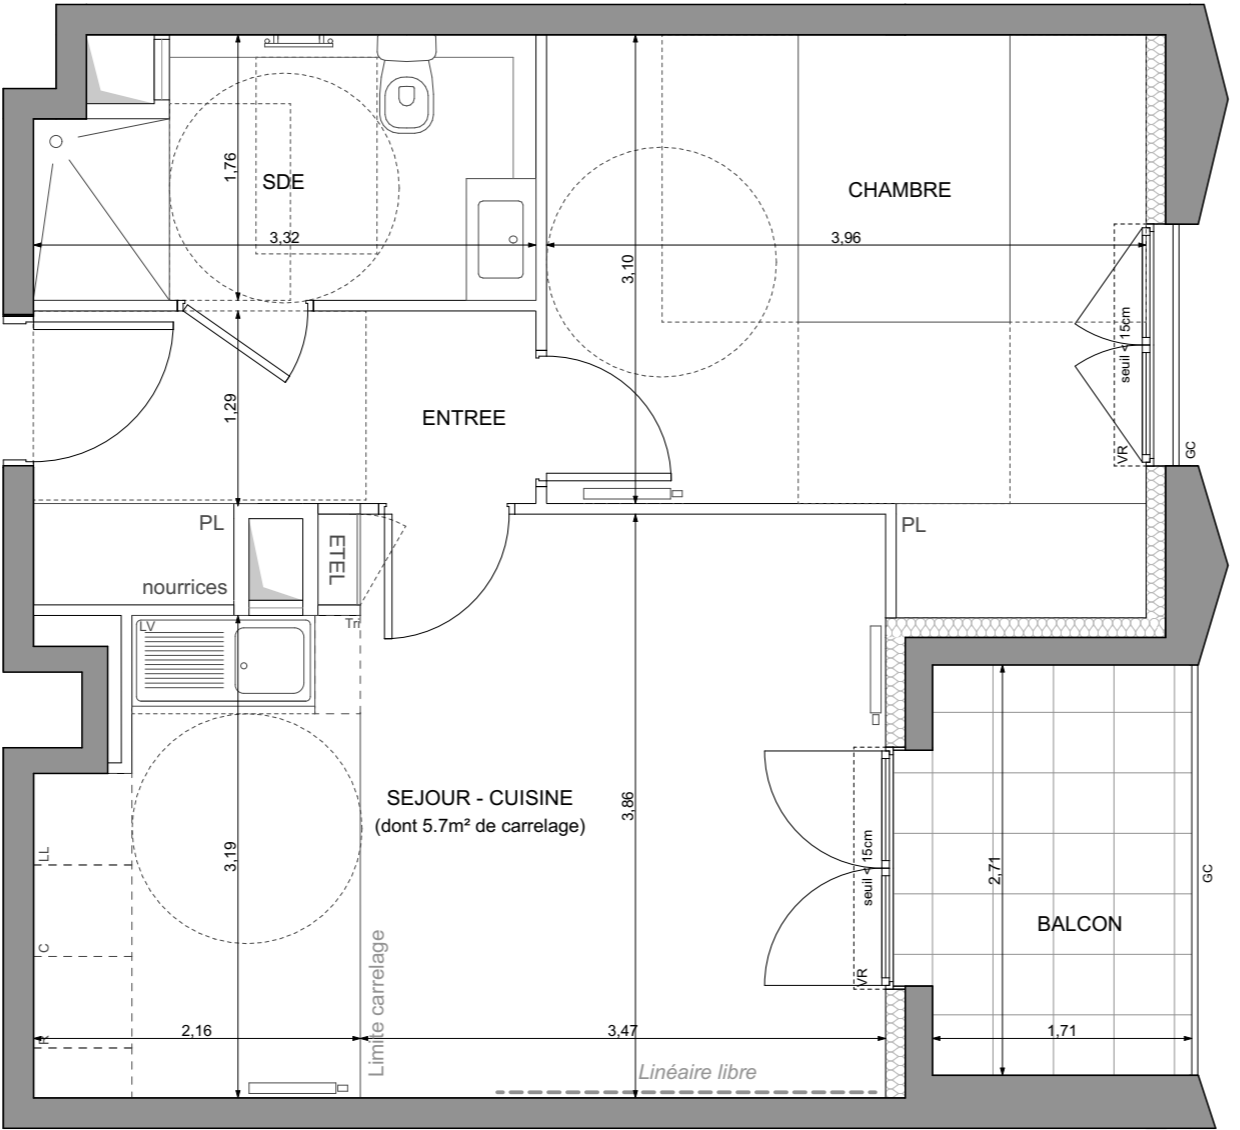 1,76
SDE
3,32
CHAMBRE
3,96
3,10
seuil < 15cm
VR
GC
1,29
ENTREE
PL
nourrices
ETEL
PL
LV
Tri
SEJOUR - CUISINE
(dont 5.7m² de carrelage)
3,86
3,19
LL
C
R
seuil < 15cm
VR
2,71
GC
BALCON
Limite carrelage
2,16
3,47
1,71
Linéaire libre